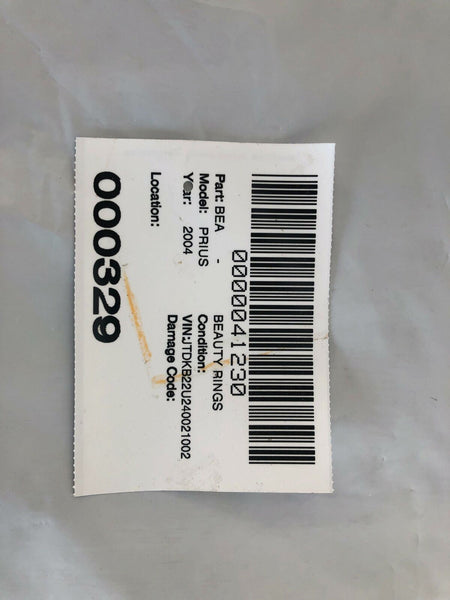 0000041230
Part: BEA - BEAUTY RINGS
Model: PRIUS Condition:
Year: 2004 VIN:JTDKB22U240021002
Damage Code:
Location:
000329